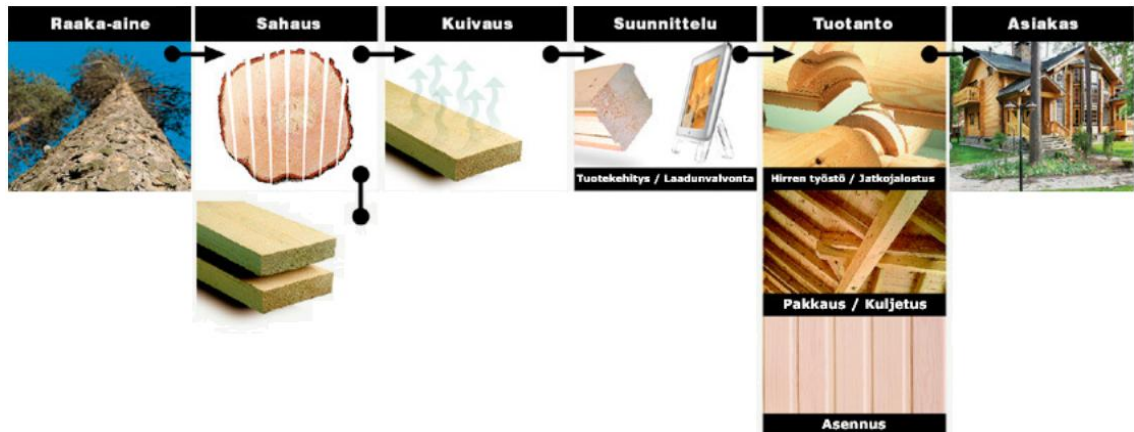 Raaka-aine
Sahaus
Kuivaus
Suunnittelu
Tuotanto
Asiakas
Tuotekehitys / Laadunvalvonta
Hirren työstö / Jatkojalostus
Pakkaus / Kuljetus
Asennus